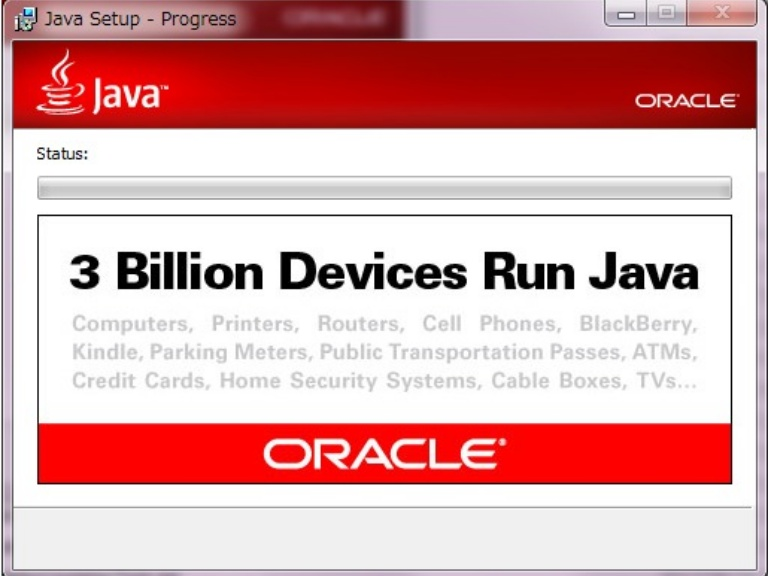 Java Setup - Progress
Java™
ORACLE®
Status:
3 Billion Devices Run Java
Computers, Printers, Routers, Cell Phones, BlackBerry,
Kindle, Parking Meters, Public Transportation Passes, ATMs,
Credit Cards, Home Security Systems, Cable Boxes, TVs...
ORACLE®